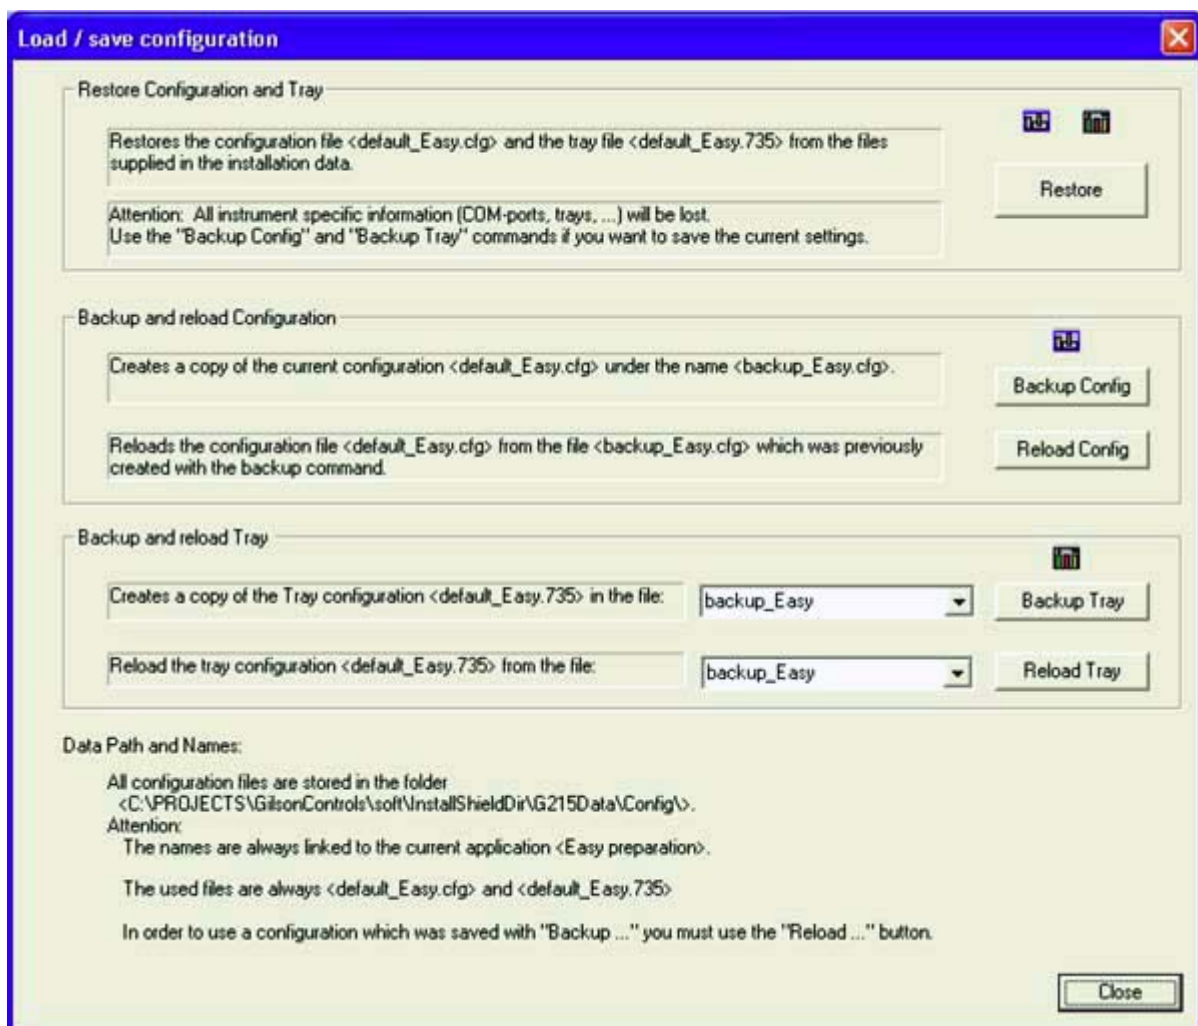 Load / save configuration
Restore Configuration and Tray
Restores the configuration file <default_Easy.cfg> and the tray file <default_Easy.735> from the files
supplied in the installation data.
Restore
Attention:  All instrument specific information (COM-ports, trays, ...) will be lost.
Use the "Backup Config" and "Backup Tray" commands if you want to save the current settings.
Backup and reload Configuration
Creates a copy of the current configuration <default_Easy.cfg> under the name <backup_Easy.cfg>.
Backup Config
Reloads the configuration file <default_Easy.cfg> from the file <backup_Easy.cfg> which was previously
created with the backup command.
Reload Config
Backup and reload Tray
Creates a copy of the Tray configuration <default_Easy.735> in the file:
backup_Easy
Backup Tray
Reload the tray configuration <default_Easy.735> from the file:
backup_Easy
Reload Tray
Data Path and Names:
All configuration files are stored in the folder
<C:\PROJECTS\GilsonControls\soft\InstallShieldDir\G215Data\Config\>.
Attention:
The names are always linked to the current application <Easy preparation>.
The used files are always <default_Easy.cfg> and <default_Easy.735>
In order to use a configuration which was saved with "Backup ..." you must use the "Reload ..." button.
Close